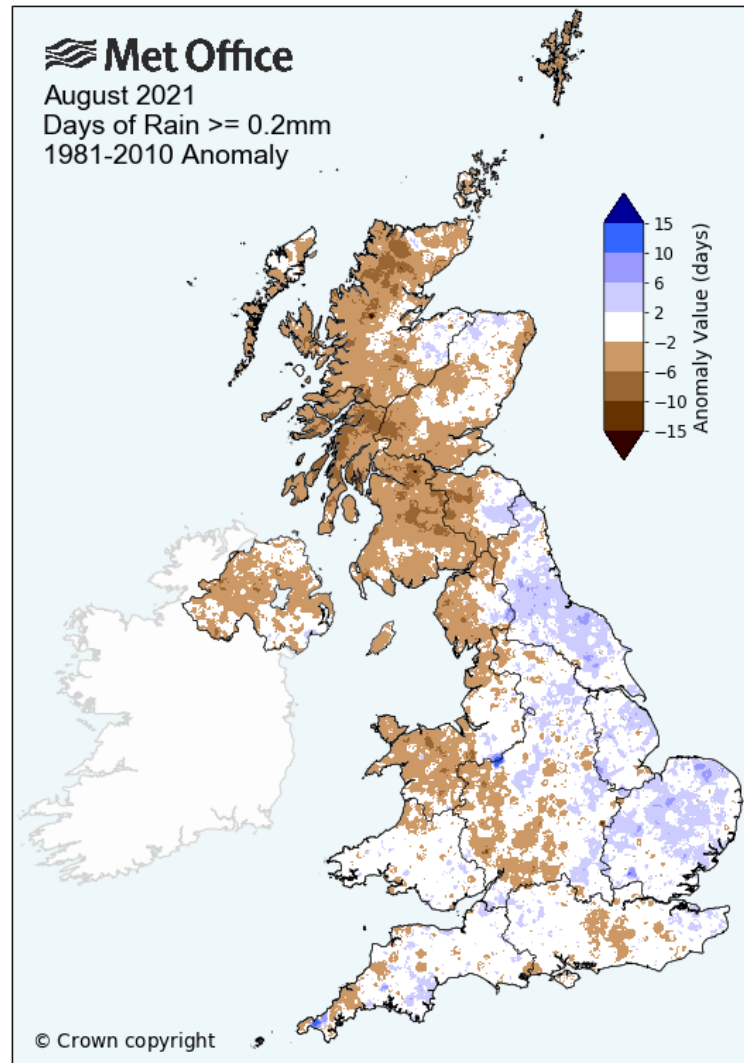 Met Office
August 2021
Days of Rain >= 0.2mm
1981-2010 Anomaly
15
10
6
2
−2
−6
−10
−15
Anomaly Value (days)
© Crown copyright